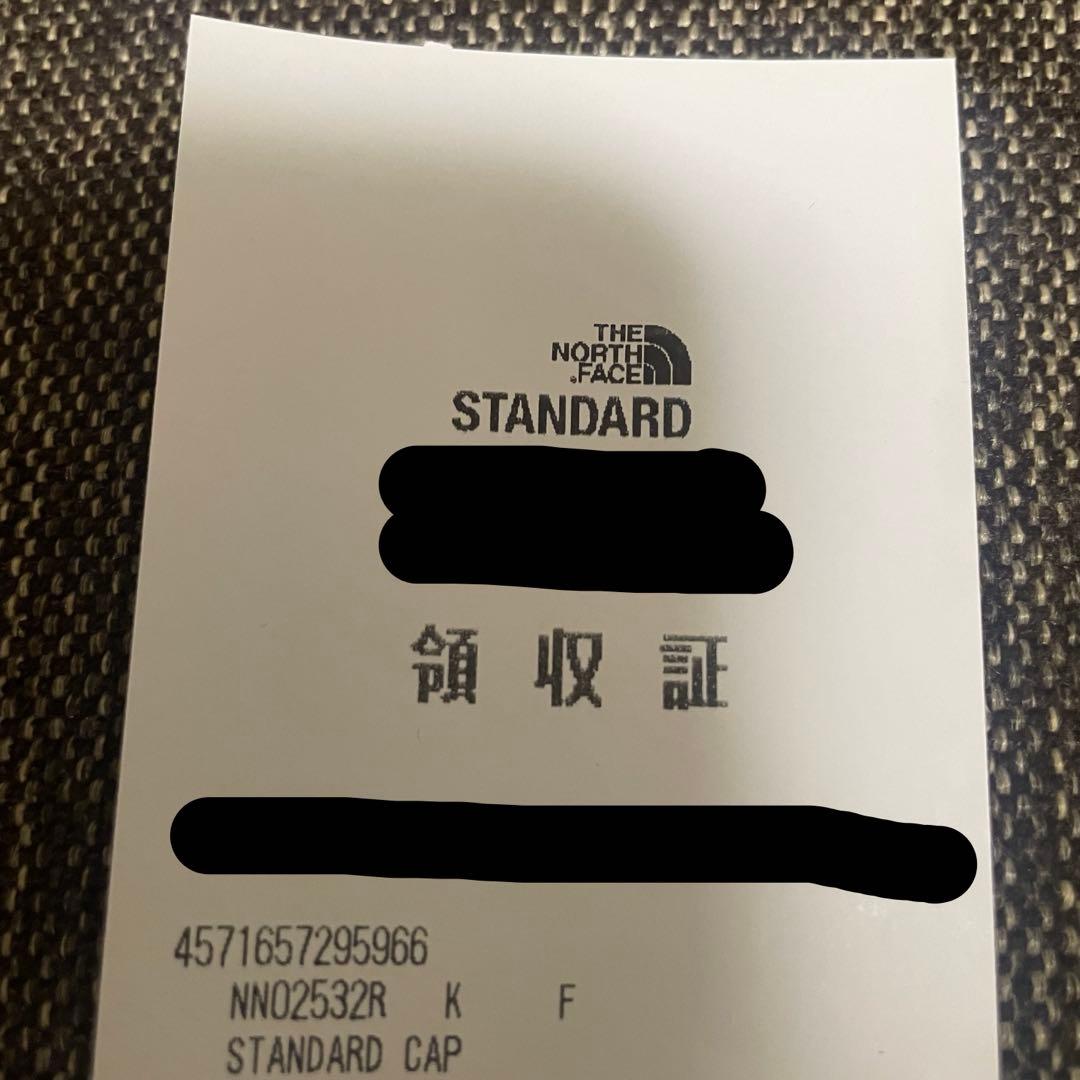 THE
NORTH
FACE
STANDARD
領収証
4571657295966
NN02532R K F
STANDARD CAP